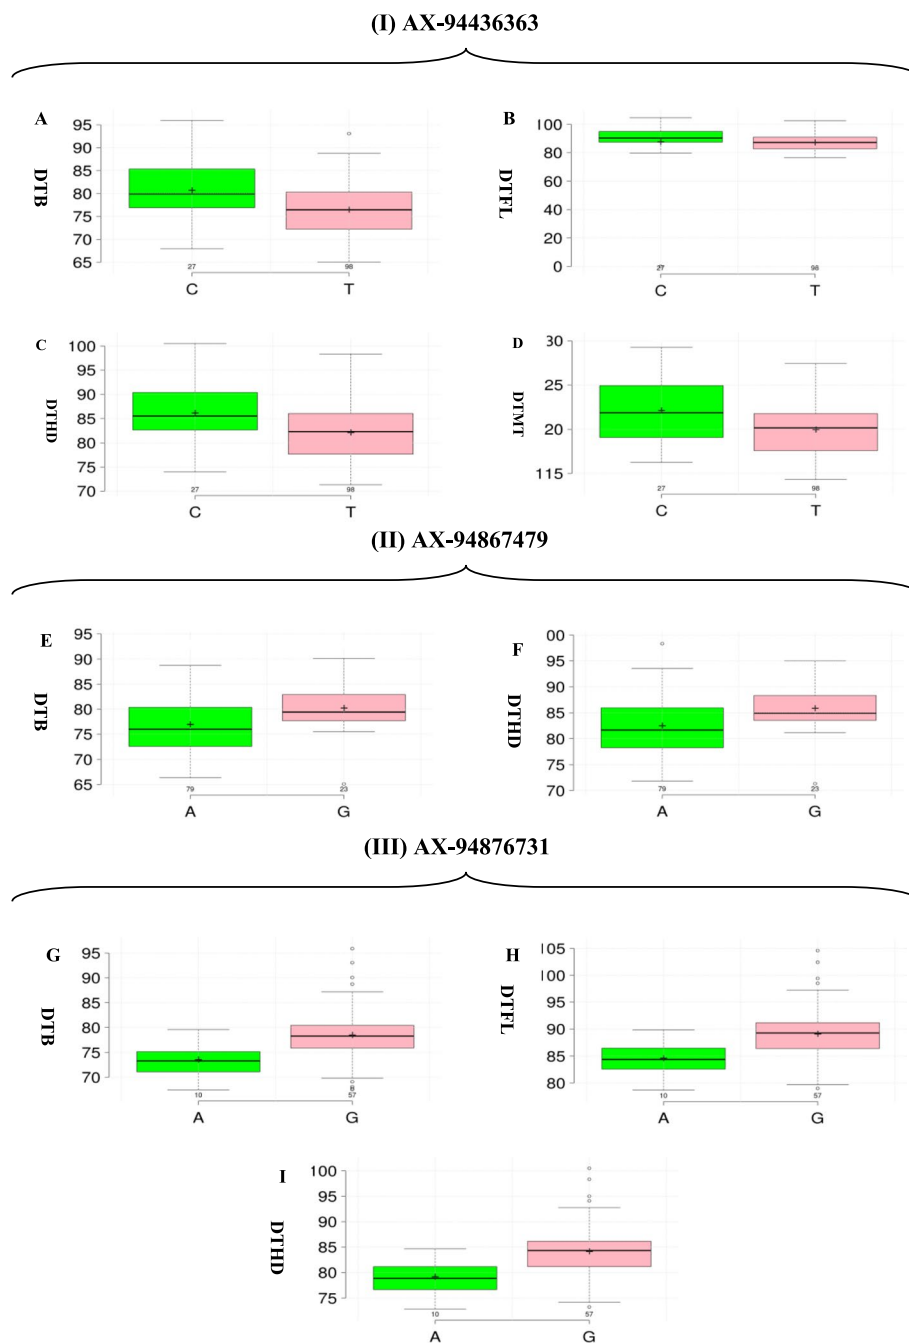 (I) AX-94436363
A
DTB
95
90
85
80
75
70
65
27
98
C
T
B
DTFL
100
80
60
40
20
0
27
98
C
T
C
DTHD
100
95
90
85
80
75
70
27
98
C
T
D
DTMT
30
25
20
115
27
98
C
T
(II) AX-94867479
E
DTB
95
90
85
80
75
70
65
79
23
A
G
F
DTHD
00
95
90
85
80
75
70
79
23
A
G
(III) AX-94876731
G
DTB
95
90
85
80
75
70
10
57
A
G
H
DTFL
105
100
95
90
85
80
10
57
A
G
I
DTHD
100
95
90
85
80
75
10
57
A
G